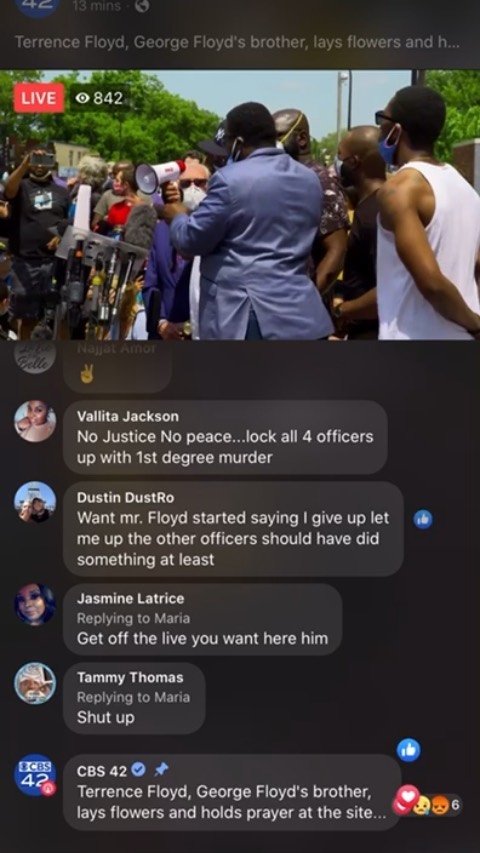 42
13 mins ·
Terrence Floyd, George Floyd's brother, lays flowers and h...
LIVE 842
Najjat Amor
Belle
Vallita Jackson
No Justice No peace...lock all 4 officers
up with 1st degree murder
Dustin DustRo
Want mr. Floyd started saying I give up let
me up the other officers should have did
something at least
Jasmine Latrice
Replying to Maria
Get off the live you want here him
Tammy Thomas
Replying to Maria
Shut up
CBS
42
CBS 42
Terrence Floyd, George Floyd's brother,
lays flowers and holds prayer at the site...
6